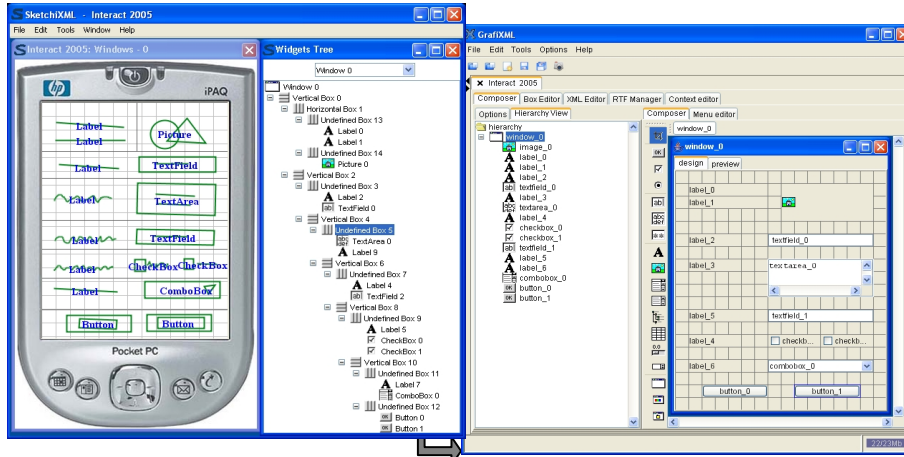 SketchiXML - Interact 2005
File Edit Tools Window Help
Interact 2005: Windows - 0
hp
iPAQ
Label
Label
Picture
Label
TextField
Label
TextArea
Label
TextField
Label
CheckBox
CheckBox
Label
ComboBox
Button
Button
Pocket PC
Widgets Tree
Window 0
Window 0
Vertical Box 0
Horizontal Box 1
Undefined Box 13
Label 0
Label 1
Undefined Box 14
Picture 0
Vertical Box 2
Undefined Box 3
Label 2
TextField 0
Vertical Box 4
Undefined Box 5
TextArea 0
Label 9
Vertical Box 6
Undefined Box 7
Label 4
TextField 2
Vertical Box 8
Undefined Box 9
Label 5
CheckBox 0
CheckBox 1
Vertical Box 10
Undefined Box 11
Label 7
ComboBox 0
Undefined Box 12
OK Button 0
OK Button 1
GrafiXML
File Edit Tools Options Help
Interact 2005
Composer Box Editor XML Editor RTF Manager Context editor
Options Hierarchy View
hierarchy
window_0
image_0
label_0
label_1
label_2
textfield_0
label_3
textarea_0
label_4
checkbox_0
checkbox_1
label_5
label_6
combobox_0
button_0
button_1
Composer Menu editor
window_0
window_0
design preview
label_0
label_1
label_2 textfield_0
label_3 textarea_0
label_5 textfield_1
label_4 checkb... checkb...
label_6 combobox_0
button_0 button_1
22/23Mb